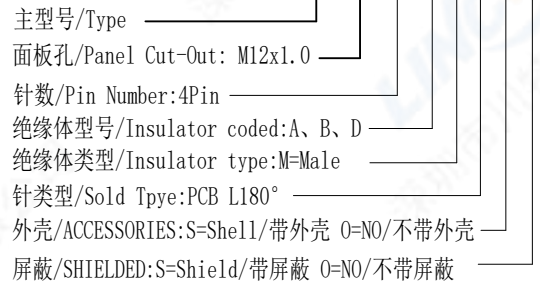 主型号/Type
面板孔/Panel Cut-Out: M12x1.0
针数/Pin Number:4Pin
绝缘体型号/Insulator coded:A、B、D
绝缘体类型/Insulator type:M=Male
针类型/Sold Tpye:PCB L180°
外壳/ACCESSORIES:S=Shell/带外壳 O=NO/不带外壳
屏蔽/SHIELDED:S=Shield/带屏蔽 O=NO/不带屏蔽